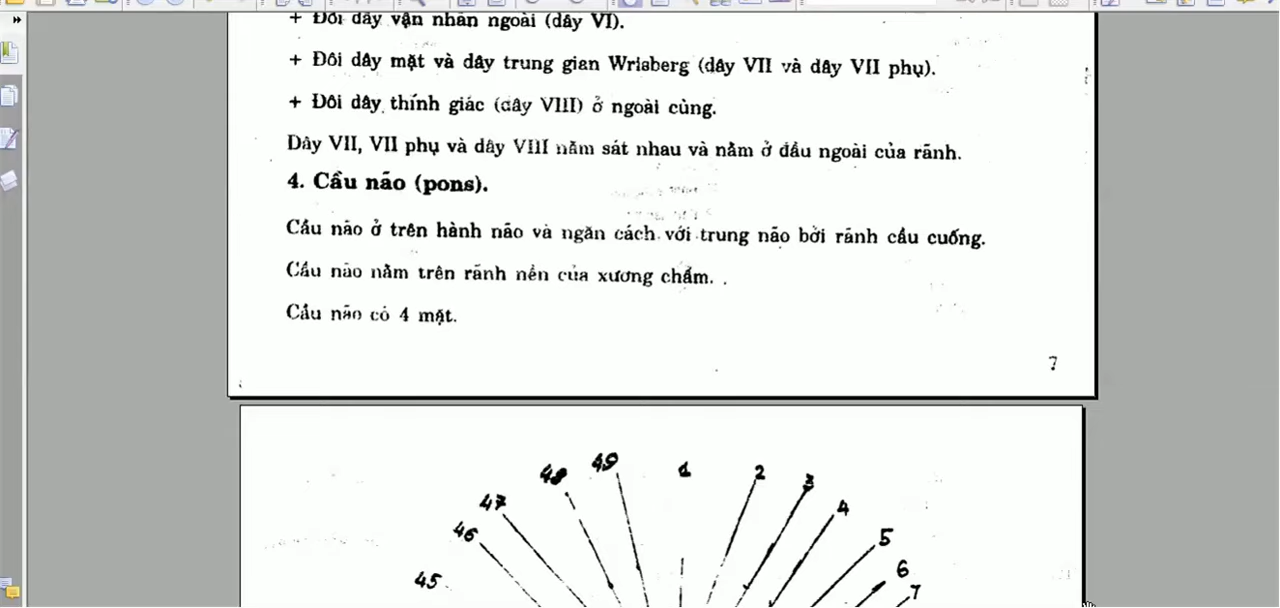 + Đôi dây vận nhãn ngoài (dây VI).
+ Đôi dây mặt và dây trung gian Wrisberg (dây VII và dây VII phụ).
+ Đôi dây thính giác (dây VIII) ở ngoài cùng.
Dây VII, VII phụ và dây VIII nằm sát nhau và nằm ở đầu ngoài của rãnh.
4. Cầu não (pons).
Cầu não ở trên hành não và ngăn cách với trung não bởi rãnh cầu cuống.
Cầu não nằm trên rãnh nền của xương chẩm.
Cầu não có 4 mặt.
7
48 49 1 2 3
47 4
46 5
45 6
7